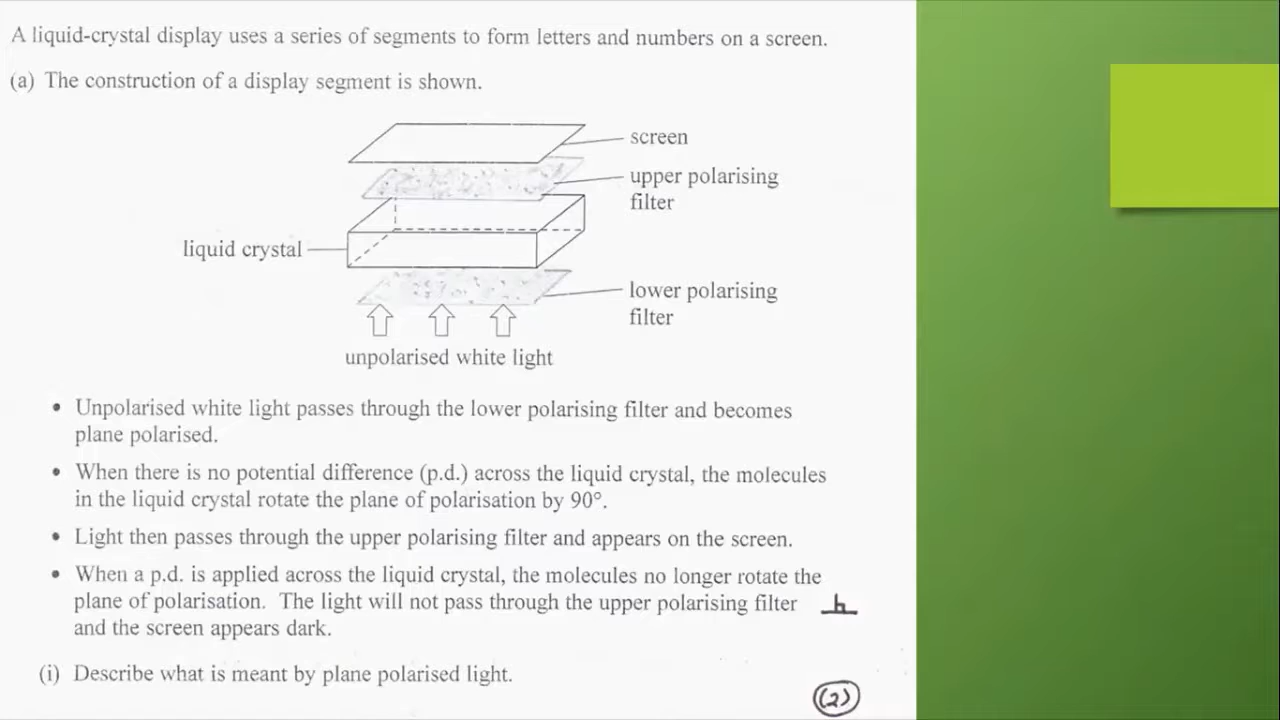 A liquid-crystal display uses a series of segments to form letters and numbers on a screen.
(a) The construction of a display segment is shown.
screen
upper polarising
filter
liquid crystal
lower polarising
filter
unpolarised white light
• Unpolarised white light passes through the lower polarising filter and becomes
plane polarised.
• When there is no potential difference (p.d.) across the liquid crystal, the molecules
in the liquid crystal rotate the plane of polarisation by 90°.
• Light then passes through the upper polarising filter and appears on the screen.
• When a p.d. is applied across the liquid crystal, the molecules no longer rotate the
plane of polarisation. The light will not pass through the upper polarising filter
and the screen appears dark.
(i) Describe what is meant by plane polarised light.
(2)